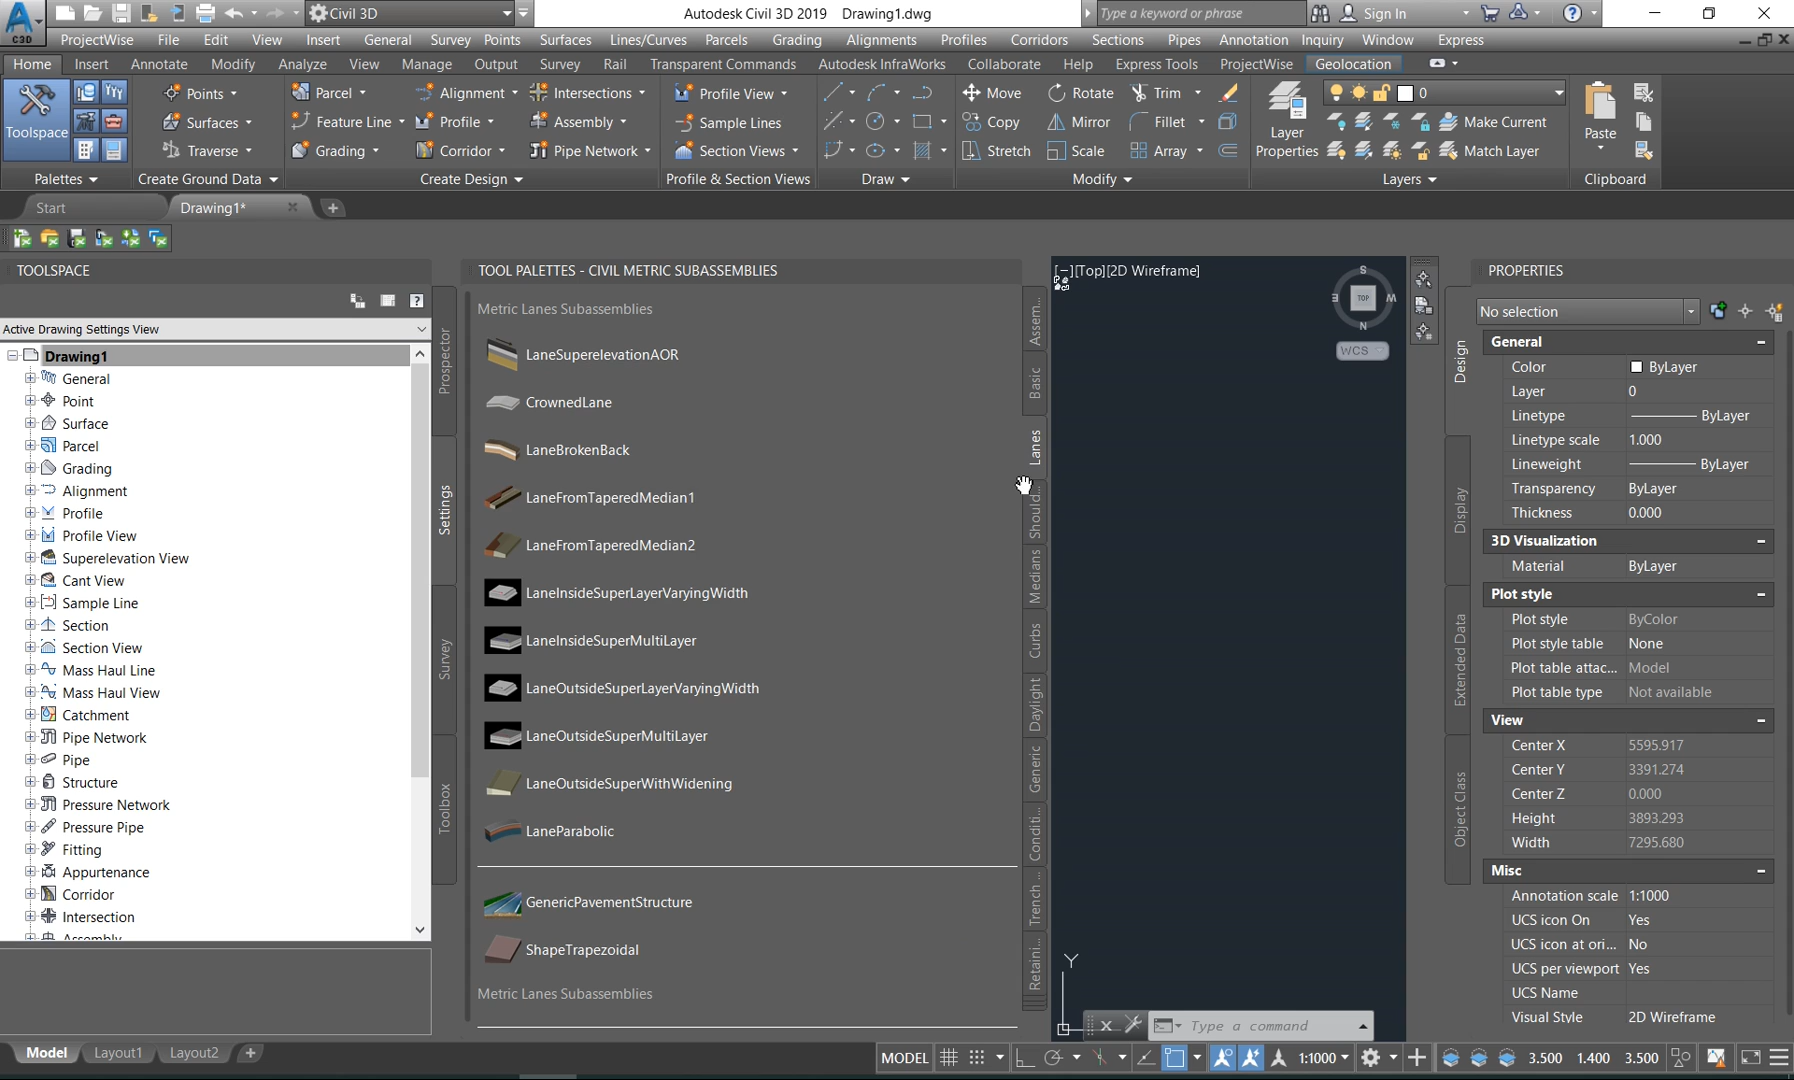 Civil 3D
Autodesk Civil 3D 2019 Drawing1.dwg
Type a keyword or phrase
Sign In
C3D
ProjectWise File Edit View Insert General Survey Points Surfaces Lines/Curves Parcels Grading Alignments Profiles Corridors Sections Pipes Annotation Inquiry Window Express
Home Insert Annotate Modify Analyze View Manage Output Survey Rail Transparent Commands Autodesk InfraWorks Collaborate Help Express Tools ProjectWise Geolocation
Points Parcel Alignment Intersections Profile View Move Rotate Trim 0
Toolspace Surfaces Feature Line Profile Assembly Sample Lines Copy Mirror Fillet Layer Properties Make Current Paste
Traverse Grading Corridor Pipe Network Section Views Stretch Scale Array Match Layer
Palettes Create Ground Data Create Design Profile & Section Views Draw Modify Layers Clipboard
Start Drawing1*
TOOLSPACE
Active Drawing Settings View
Drawing1
General
Point
Surface
Parcel
Grading
Alignment
Profile
Profile View
Superelevation View
Cant View
Sample Line
Section
Section View
Mass Haul Line
Mass Haul View
Catchment
Pipe Network
Pipe
Structure
Pressure Network
Pressure Pipe
Fitting
Appurtenance
Corridor
Intersection
Assembly
Prospector
Settings
Survey
Toolbox
TOOL PALETTES - CIVIL METRIC SUBASSEMBLIES
Metric Lanes Subassemblies
LaneSuperelevationAOR
CrownedLane
LaneBrokenBack
LaneFromTaperedMedian1
LaneFromTaperedMedian2
LaneInsideSuperLayerVaryingWidth
LaneInsideSuperMultiLayer
LaneOutsideSuperLayerVaryingWidth
LaneOutsideSuperMultiLayer
LaneOutsideSuperWithWidening
LaneParabolic
GenericPavementStructure
ShapeTrapezoidal
Metric Lanes Subassemblies
Assem...
Basic
Lanes
Should...
Medians
Curbs
Daylight
Generic
Conditi...
Trench ...
Retaini...
[−][Top][2D Wireframe]
S
E TOP W
N
WCS
Y
Type a command
PROPERTIES
No selection
Design
Display
Extended Data
Object Class
General
Color ByLayer
Layer 0
Linetype ByLayer
Linetype scale 1.000
Lineweight ByLayer
Transparency ByLayer
Thickness 0.000
3D Visualization
Material ByLayer
Plot style
Plot style ByColor
Plot style table None
Plot table attac... Model
Plot table type Not available
View
Center X 5595.917
Center Y 3391.274
Center Z 0.000
Height 3893.293
Width 7295.680
Misc
Annotation scale 1:1000
UCS icon On Yes
UCS icon at ori... No
UCS per viewport Yes
UCS Name
Visual Style 2D Wireframe
Model Layout1 Layout2
MODEL 1:1000 3.500 1.400 3.500